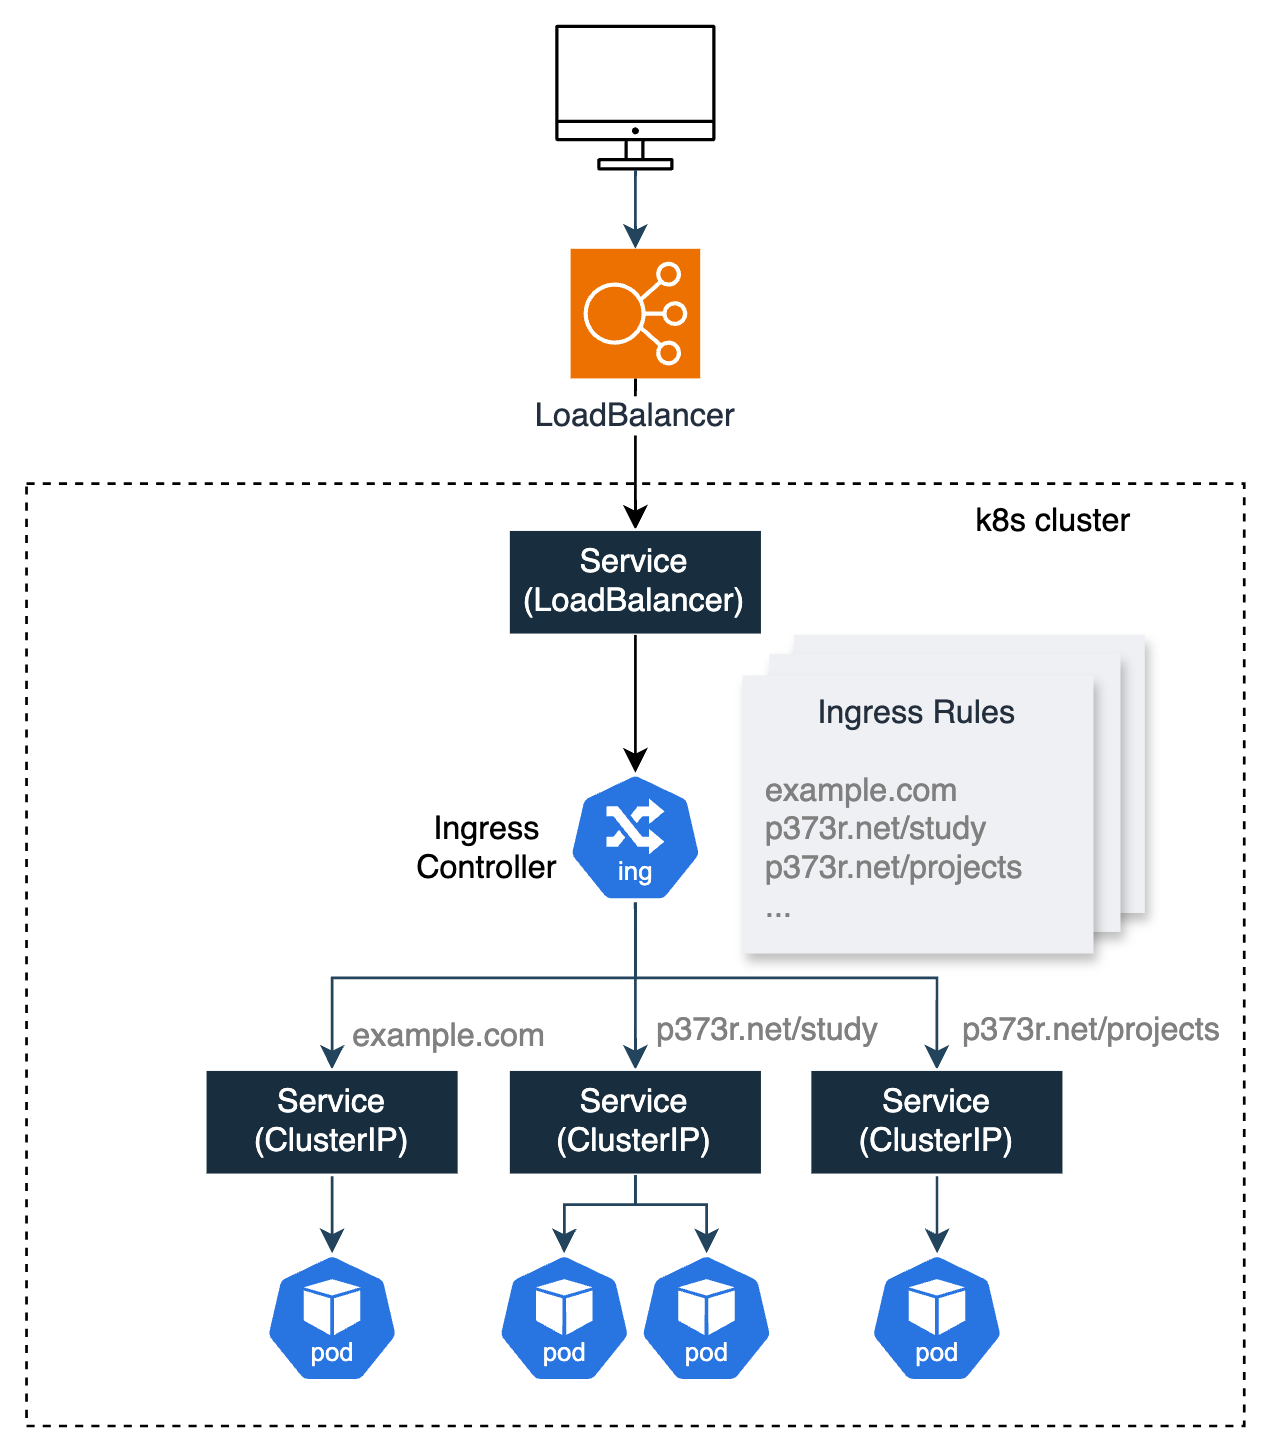 LoadBalancer
k8s cluster
Service
(LoadBalancer)
Ingress Rules
example.com
p373r.net/study
p373r.net/projects
...
Ingress
Controller
ing
example.com
p373r.net/study
p373r.net/projects
Service
(ClusterIP)
Service
(ClusterIP)
Service
(ClusterIP)
pod
pod
pod
pod